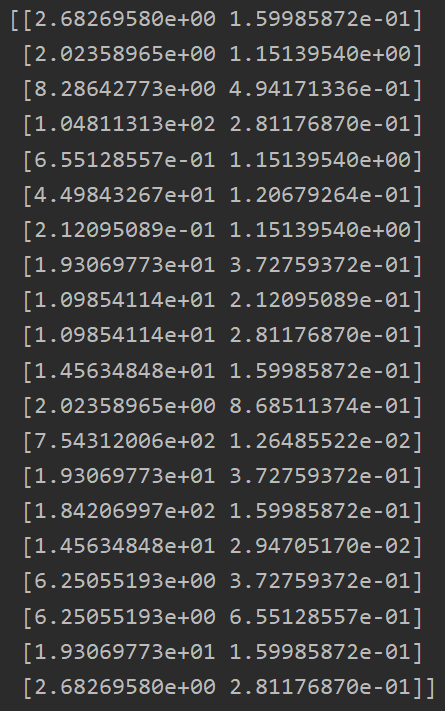 [[2.68269580e+00 1.59985872e-01]
[2.02358965e+00 1.15139540e+00]
[8.28642773e+00 4.94171336e-01]
[1.04811313e+02 2.81176870e-01]
[6.55128557e-01 1.15139540e+00]
[4.49843267e+01 1.20679264e-01]
[2.12095089e-01 1.15139540e+00]
[1.93069773e+01 3.72759372e-01]
[1.09854114e+01 2.12095089e-01]
[1.09854114e+01 2.81176870e-01]
[1.45634848e+01 1.59985872e-01]
[2.02358965e+00 8.68511374e-01]
[7.54312006e+02 1.26485522e-02]
[1.93069773e+01 3.72759372e-01]
[1.84206997e+02 1.59985872e-01]
[1.45634848e+01 2.94705170e-02]
[6.25055193e+00 3.72759372e-01]
[6.25055193e+00 6.55128557e-01]
[1.93069773e+01 1.59985872e-01]
[2.68269580e+00 2.81176870e-01]]